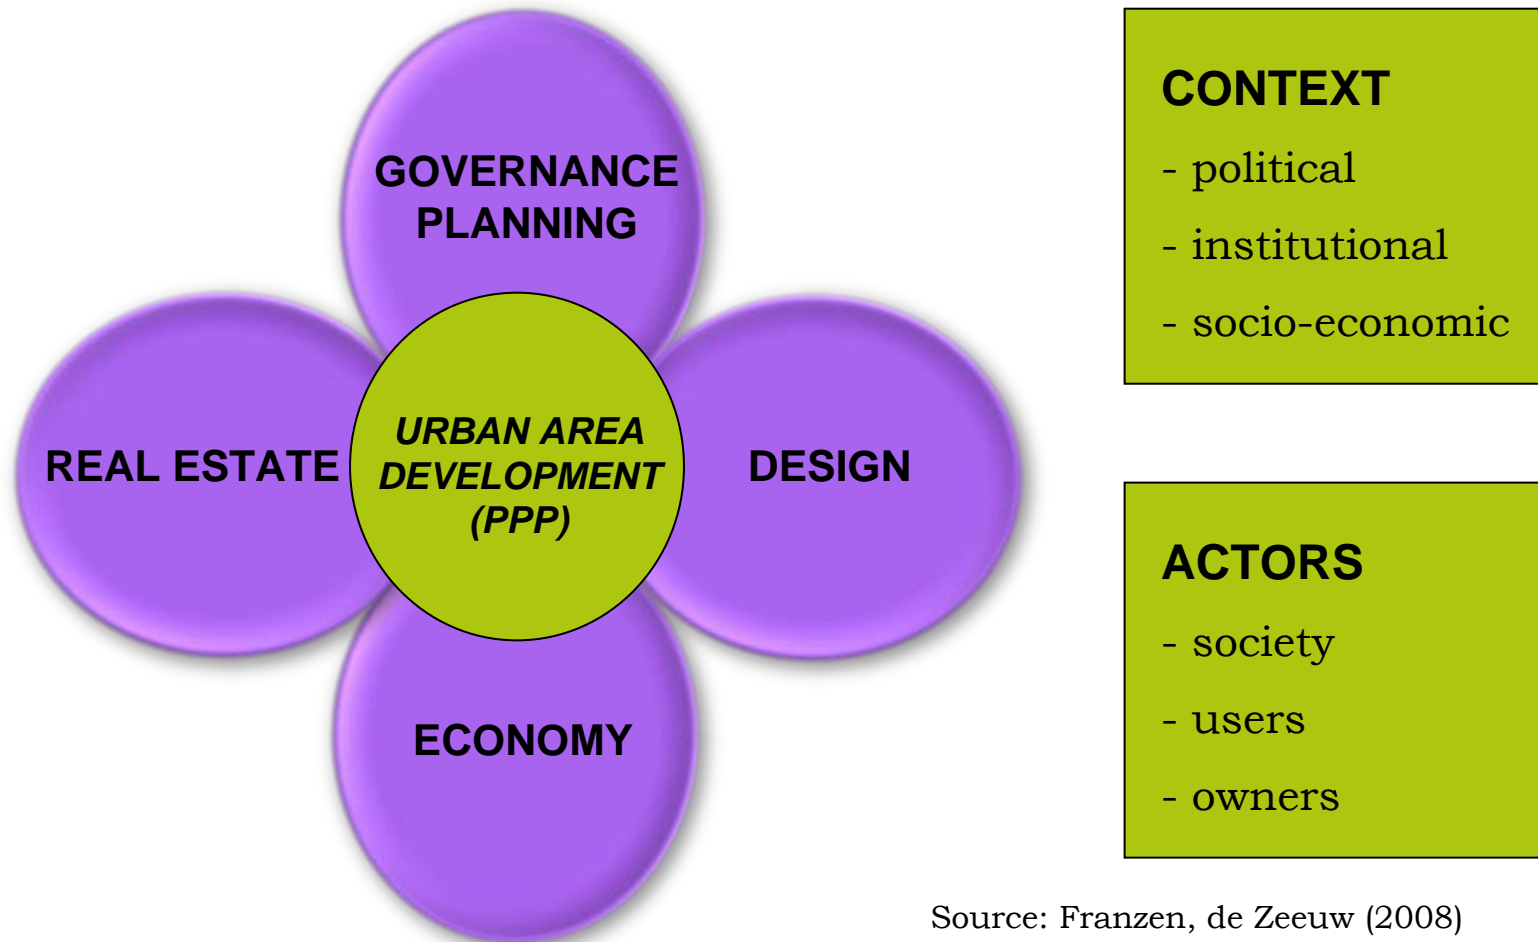 GOVERNANCE
PLANNING
REAL ESTATE
URBAN AREA
DEVELOPMENT
(PPP)
DESIGN
ECONOMY
CONTEXT
- political
- institutional
- socio-economic
ACTORS
- society
- users
- owners
Source: Franzen, de Zeeuw (2008)